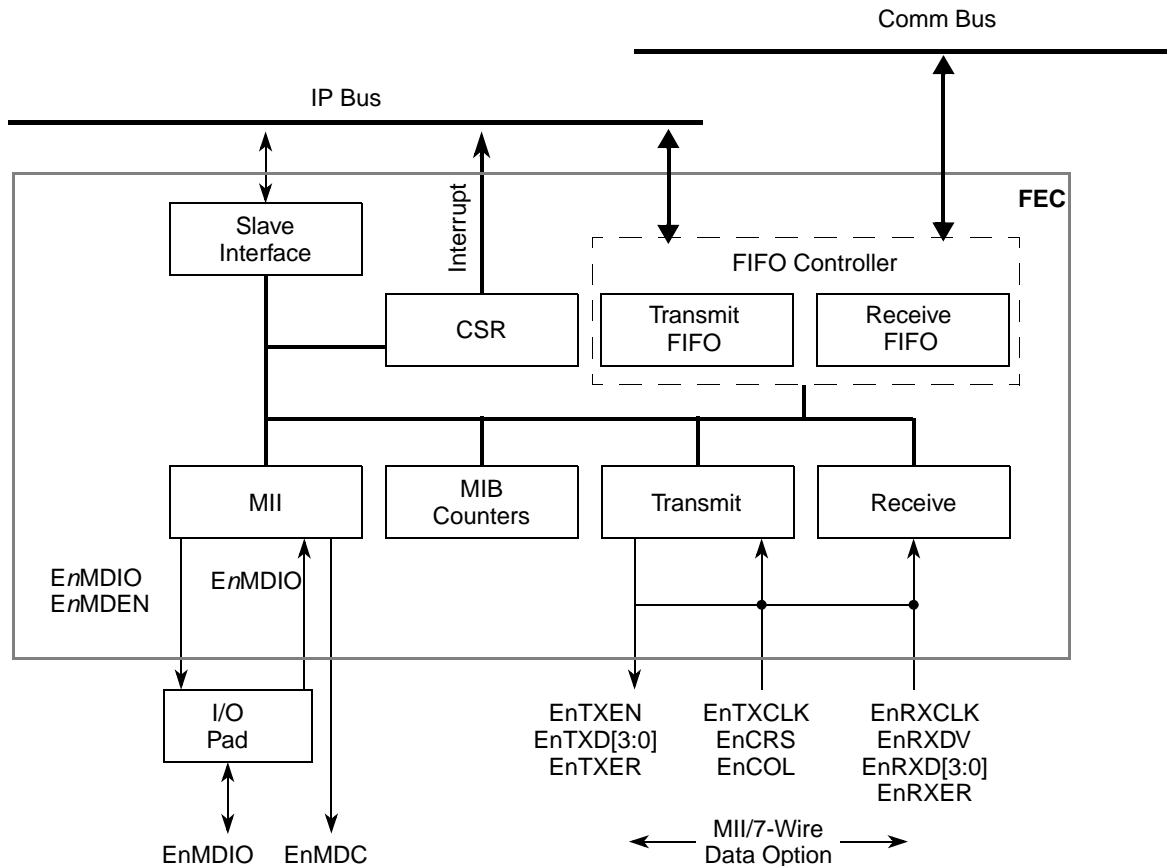 Comm Bus
IP Bus
FEC
Interrupt
Slave
Interface
FIFO Controller
CSR
Transmit
FIFO
Receive
FIFO
MII
MIB
Counters
Transmit
Receive
EnMDIO
EnMDEN
EnMDIO
I/O
Pad
EnTXEN
EnTXD[3:0]
EnTXER
EnTXCLK
EnCRS
EnCOL
EnRXCLK
EnRXDV
EnRXD[3:0]
EnRXER
EnMDIO
EnMDC
MII/7-Wire
Data Option